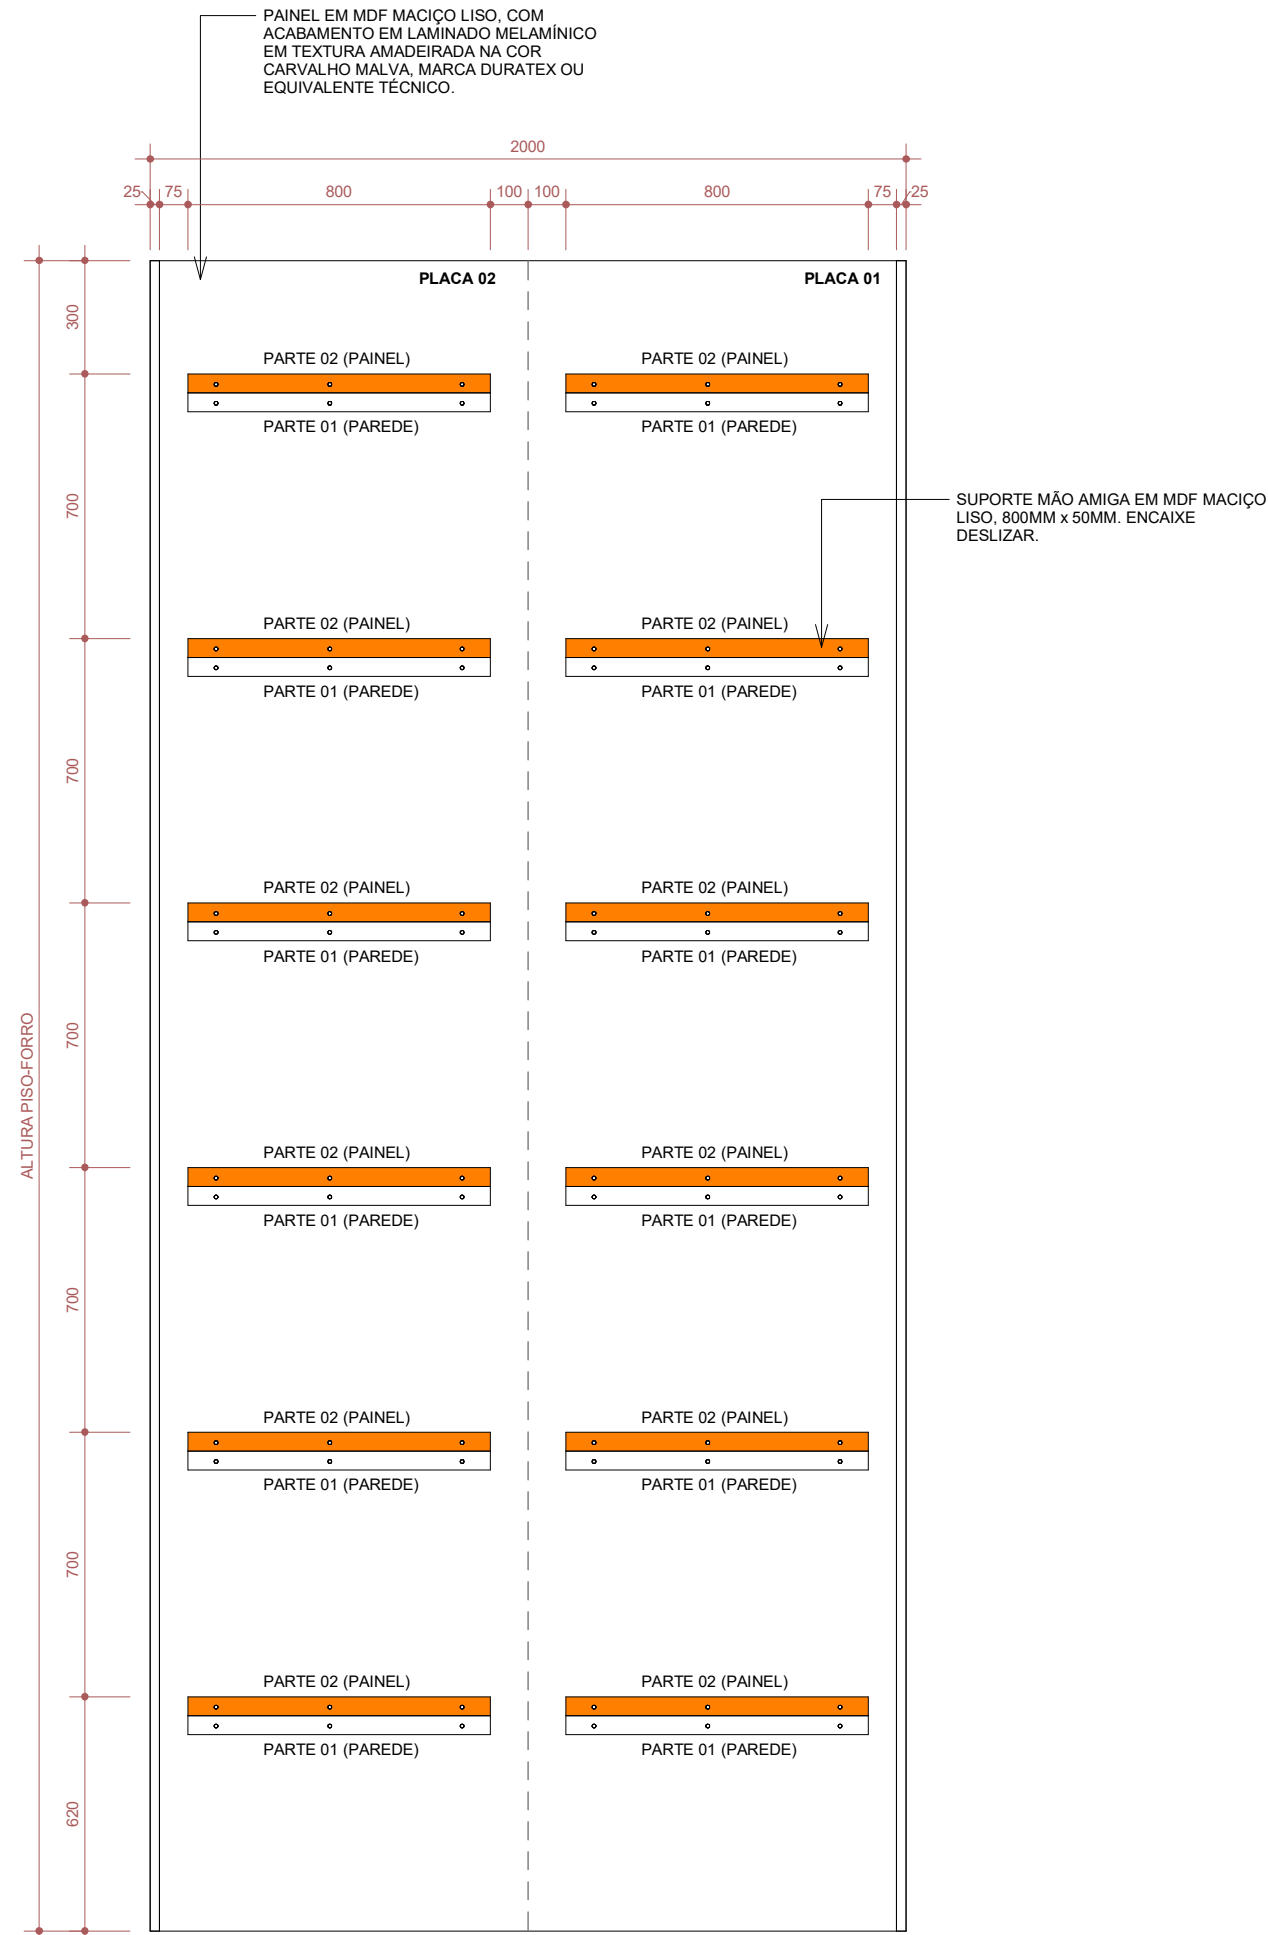 PAINEL EM MDF MACIÇO LISO, COM
ACABAMENTO EM LAMINADO MELAMÍNICO
EM TEXTURA AMADEIRADA NA COR
CARVALHO MALVA, MARCA DURATEX OU
EQUIVALENTE TÉCNICO.
2000
25 75 800 100 100 800 75 25
PLACA 02 PLACA 01
300
PARTE 02 (PAINEL) PARTE 02 (PAINEL)
PARTE 01 (PAREDE) PARTE 01 (PAREDE)
700
SUPORTE MÃO AMIGA EM MDF MACIÇO
LISO, 800MM x 50MM. ENCAIXE
DESLIZAR.
PARTE 02 (PAINEL) PARTE 02 (PAINEL)
PARTE 01 (PAREDE) PARTE 01 (PAREDE)
700
PARTE 02 (PAINEL) PARTE 02 (PAINEL)
PARTE 01 (PAREDE) PARTE 01 (PAREDE)
700
ALTURA PISO-FORRO
PARTE 02 (PAINEL) PARTE 02 (PAINEL)
PARTE 01 (PAREDE) PARTE 01 (PAREDE)
700
PARTE 02 (PAINEL) PARTE 02 (PAINEL)
PARTE 01 (PAREDE) PARTE 01 (PAREDE)
700
PARTE 02 (PAINEL) PARTE 02 (PAINEL)
PARTE 01 (PAREDE) PARTE 01 (PAREDE)
620